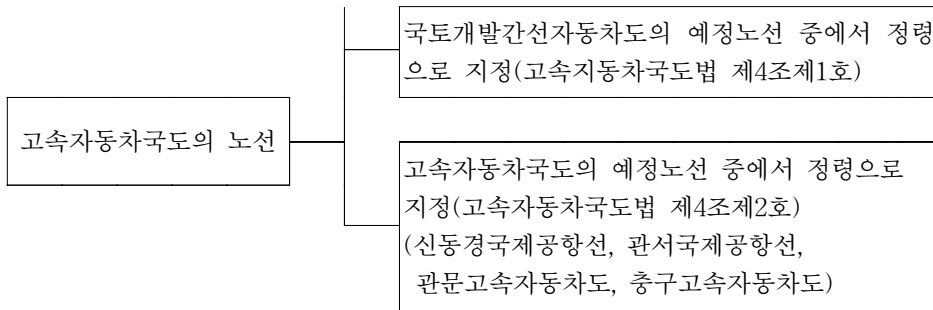 국토개발간선자동차도의 예정노선 중에서 정령
으로 지정(고속지동차국도법 제4조제1호)
고속자동차국도의 노선
고속자동차국도의 예정노선 중에서 정령으로
지정(고속자동차국도법 제4조제2호)
(신동경국제공항선, 관서국제공항선,
관문고속자동차도, 충구고속자동차도)